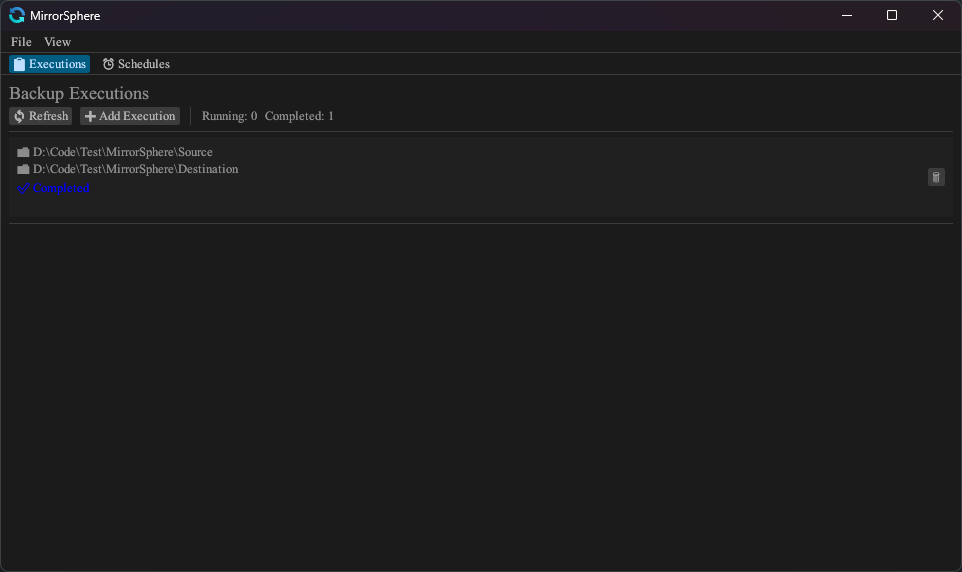 MirrorSphere
File View
Executions Schedules
Backup Executions
Refresh Add Execution Running: 0 Completed: 1
D:\Code\Test\MirrorSphere\Source
D:\Code\Test\MirrorSphere\Destination
Completed